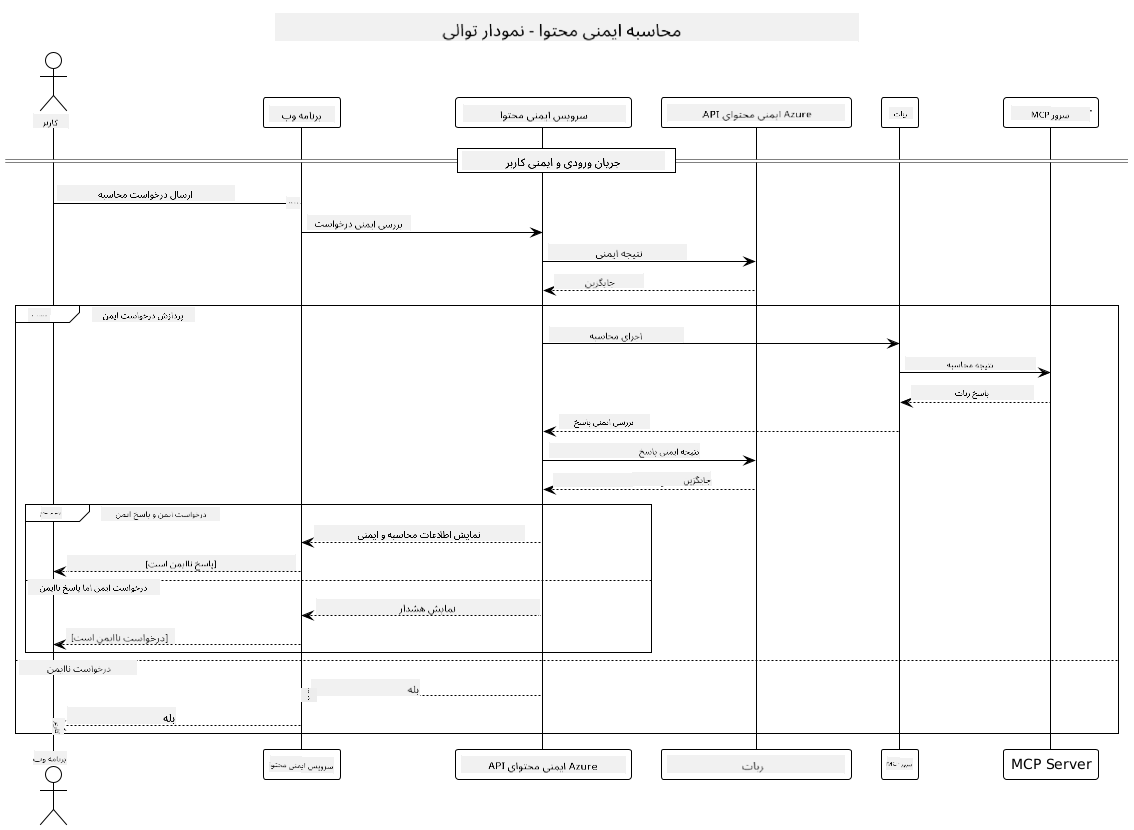 محاسبه ایمنی محتوا - نمودار توالی
کاربر
برنامه وب
سرویس ایمنی محتوا
API ایمنی محتوای Azure
ربات
سرور MCP
جریان ورودی و ایمنی کاربر
ارسال درخواست محاسبه
بررسی ایمنی درخواست
نتیجه ایمنی
جایگزین
پردازش درخواست ایمن
اجرای محاسبه
نتیجه محاسبه
پاسخ ربات
بررسی ایمنی پاسخ
نتیجه ایمنی پاسخ
جایگزین
درخواست ایمن و پاسخ ایمن
نمایش اطلاعات محاسبه و ایمنی
[پاسخ ناایمن است]
درخواست ایمن اما پاسخ ناایمن
نمایش هشدار
[درخواست ناایمن است]
درخواست ناایمن
بله
بله
برنامه وب
سرویس ایمنی محتوا
API ایمنی محتوای Azure
ربات
MCP Server